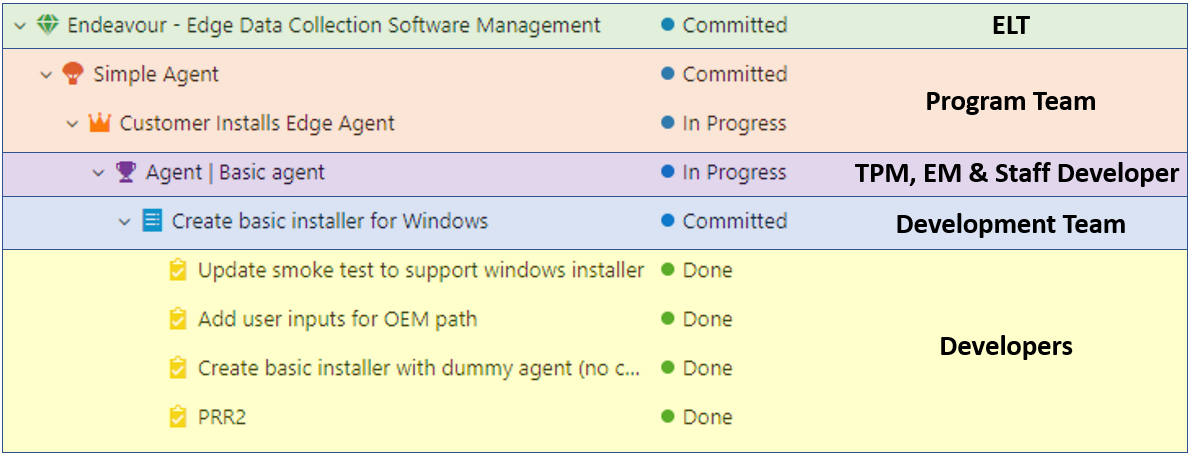 Endeavour - Edge Data Collection Software Management Committed ELT
Simple Agent Committed
Program Team
Customer Installs Edge Agent In Progress
Agent | Basic agent In Progress TPM, EM & Staff Developer
Create basic installer for Windows Committed Development Team
Update smoke test to support windows installer Done
Add user inputs for OEM path Done
Developers
Create basic installer with dummy agent (no c... Done
PRR2 Done